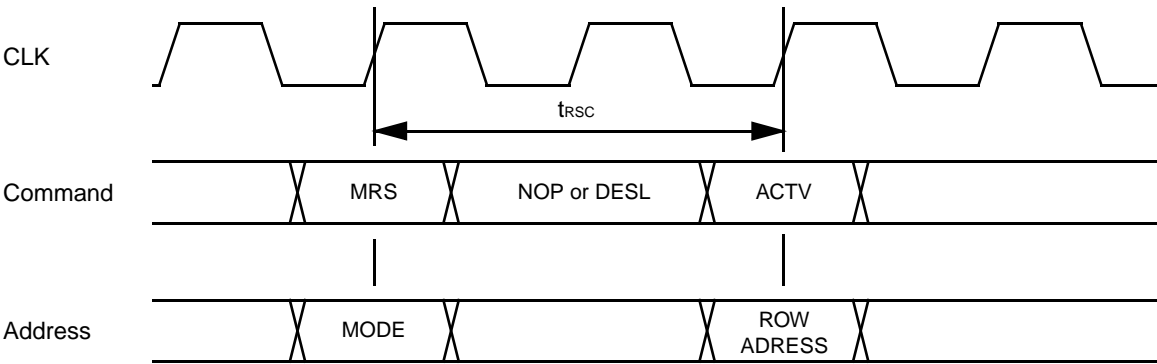 CLK
tRSC
Command
MRS
NOP or DESL
ACTV
Address
MODE
ROW
ADRESS